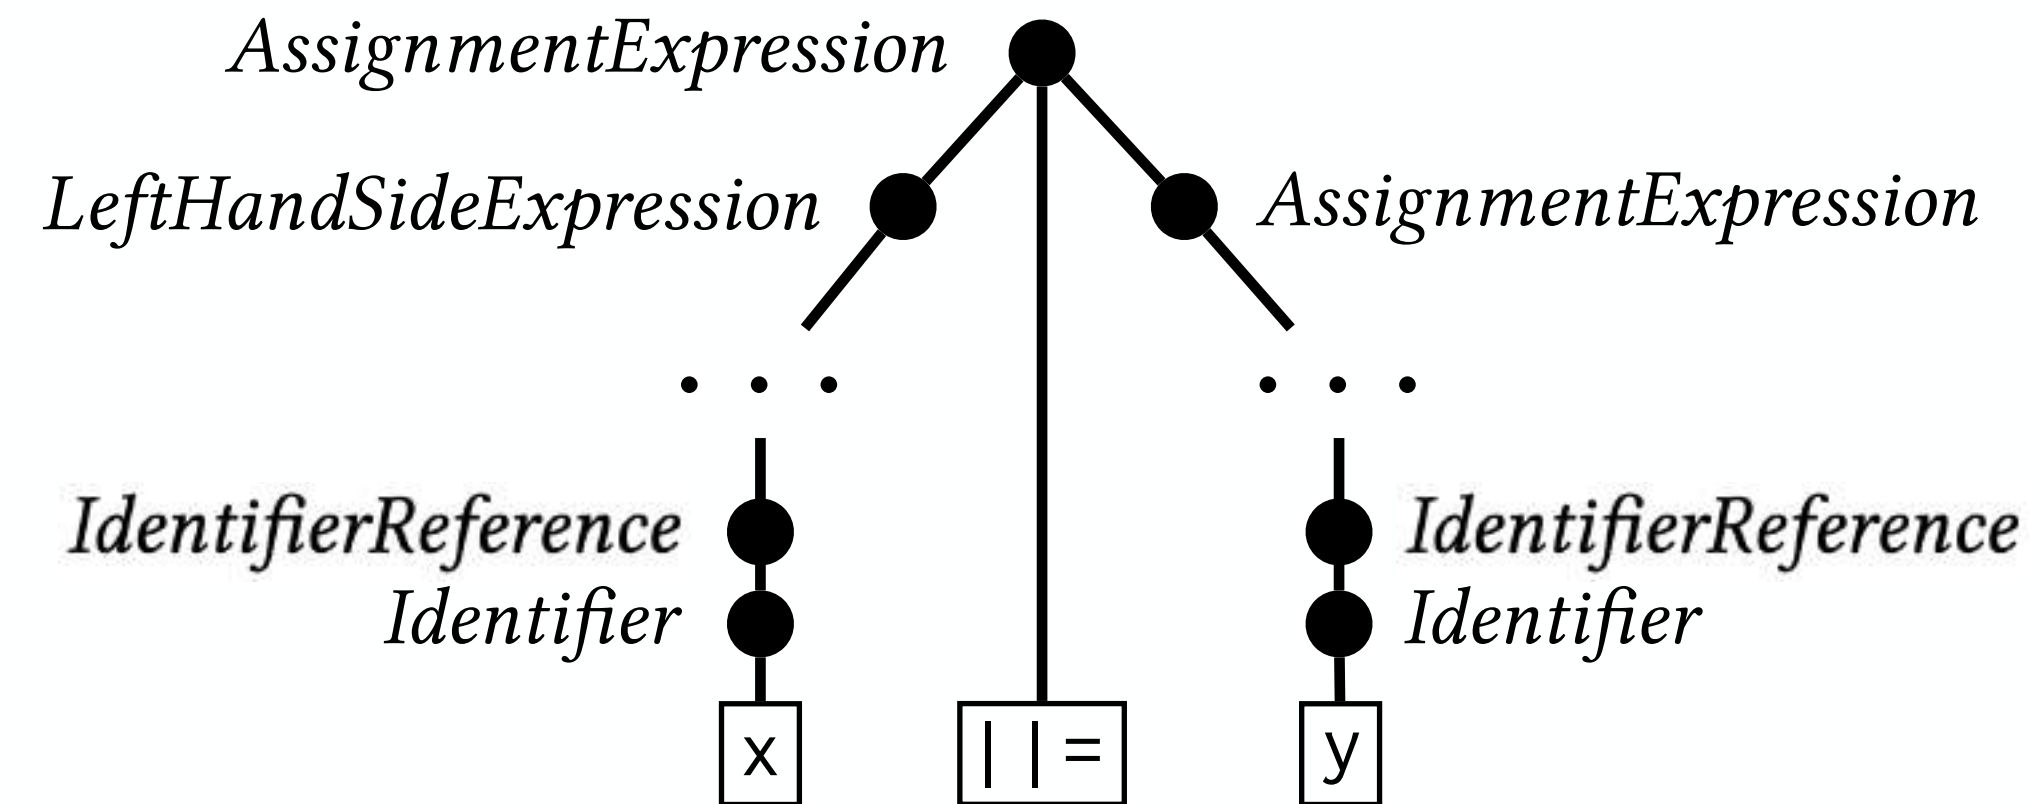 AssignmentExpression
LeftHandSideExpression AssignmentExpression
. . . . . .
IdentifierReference IdentifierReference
Identifier Identifier
x ||= y